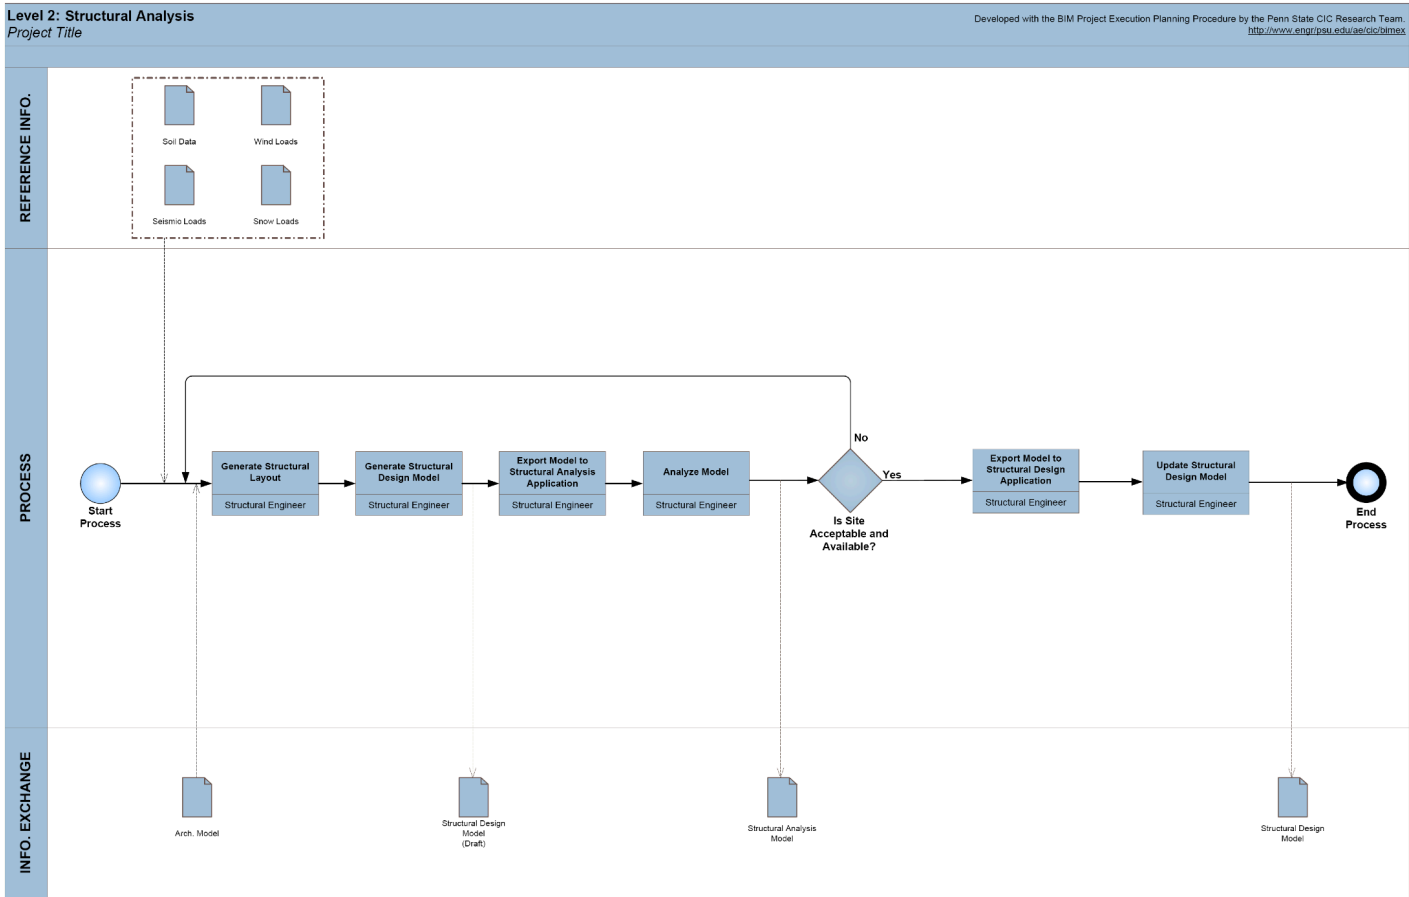 Level 2: Structural Analysis
Project Title
Developed with the BIM Project Execution Planning Procedure by the Penn State CIC Research Team.
http://www.engr/psu.edu/ae/cic/bimex
REFERENCE INFO.
Soil Data
Wind Loads
Seismic Loads
Snow Loads
PROCESS
Start
Process
Generate Structural
Layout
Structural Engineer
Generate Structural
Design Model
Structural Engineer
Export Model to
Structural Analysis
Application
Structural Engineer
Analyze Model
Structural Engineer
No
Yes
Is Site
Acceptable and
Available?
Export Model to
Structural Design
Application
Structural Engineer
Update Structural
Design Model
Structural Engineer
End
Process
INFO. EXCHANGE
Arch. Model
Structural Design
Model
(Draft)
Structural Analysis
Model
Structural Design
Model